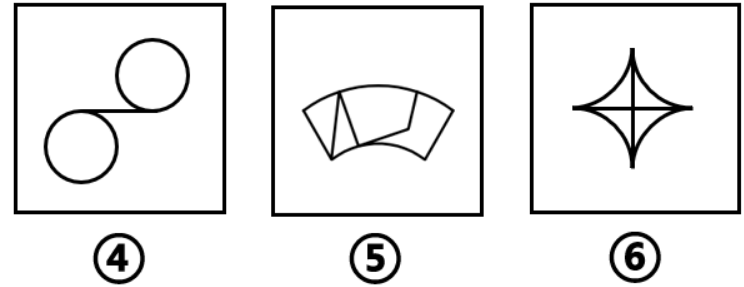 ④ ⑤ ⑥